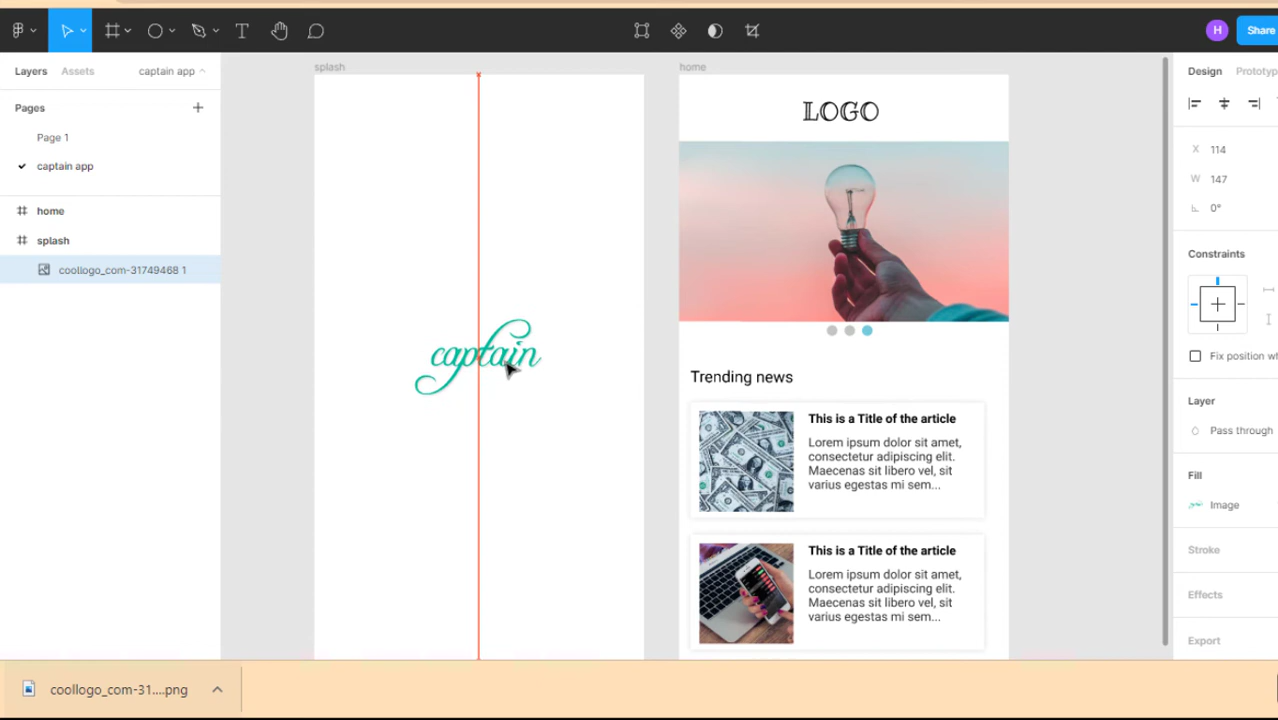 T
H
Share
Layers
Assets
captain app
Pages
Page 1
captain app
home
splash
coollogo_com-31749468 1
splash
captain
home
LOGO
Trending news
This is a Title of the article
Lorem ipsum dolor sit amet,
consectetur adipiscing elit.
Maecenas sit libero vel, sit
varius egestas mi sem...
This is a Title of the article
Lorem ipsum dolor sit amet,
consectetur adipiscing elit.
Maecenas sit libero vel, sit
varius egestas mi sem...
Design
Prototyp
X 114
W 147
0°
Constraints
Fix position wh
Layer
Pass through
Fill
Image
Stroke
Effects
Export
coollogo_com-31....png